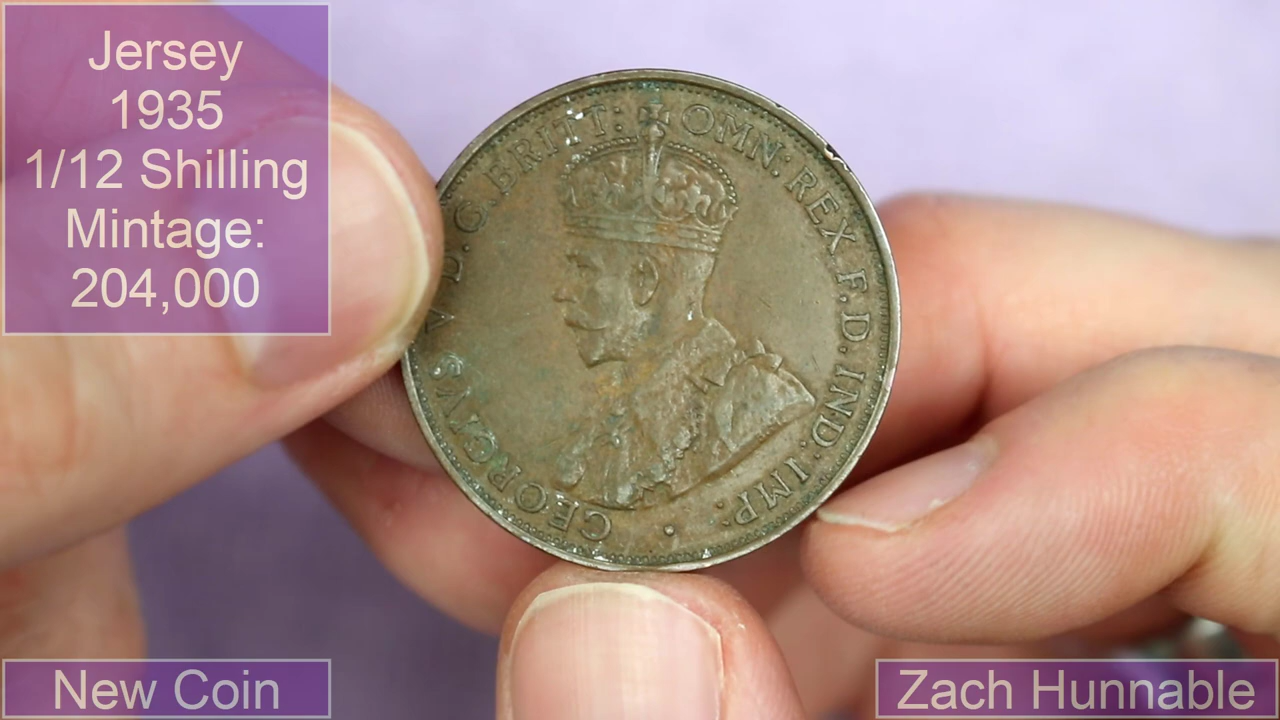 Jersey
1935
1/12 Shilling
Mintage:
204,000
GEORGIVS V D.G.BRITT: OMN: REX F.D.IND:IMP:
New Coin
Zach Hunnable